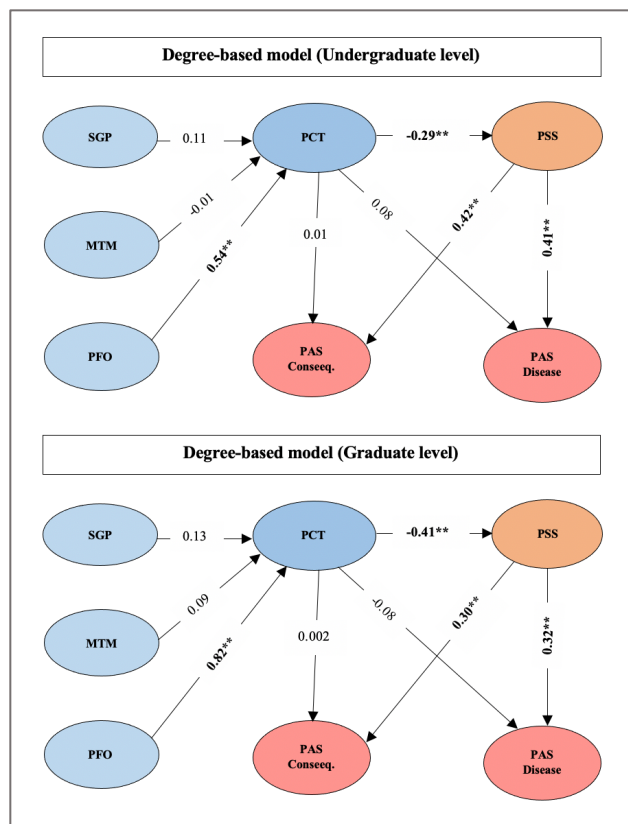 Degree-based model (Undergraduate level)
SGP
0.11
PCT
-0.29**
PSS
MTM
-0.01
0.54**
0.01
0.08
0.42**
0.41**
PFO
PAS
Conseeq.
PAS
Disease
Degree-based model (Graduate level)
SGP
0.13
PCT
-0.41**
PSS
MTM
0.09
0.82**
0.002
-0.08
0.30**
0.32**
PFO
PAS
Conseeq.
PAS
Disease